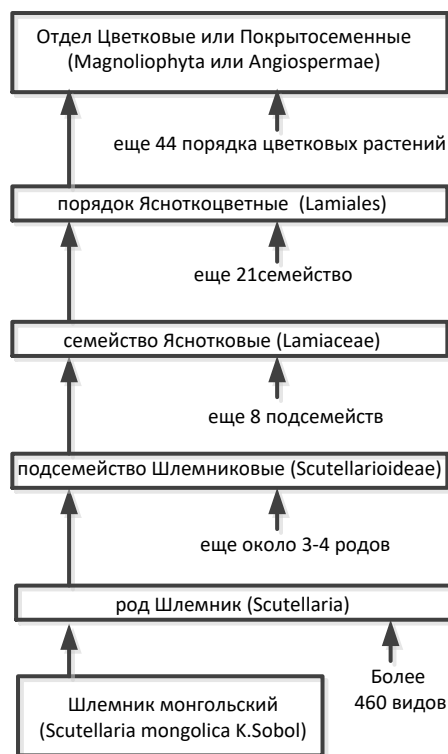 Отдел Цветковые или Покрытосеменные
(Magnoliophyta или Angiospermae)
еще 44 порядка цветковых растений
порядок Ясноткоцветные (Lamiales)
еще 21семейство
семейство Яснотковые (Lamiaceae)
еще 8 подсемейств
подсемейство Шлемниковые (Scutellarioideae)
еще около 3-4 родов
род Шлемник (Scutellaria)
Более
460 видов
Шлемник монгольский
(Scutellaria mongolica K.Sobol)